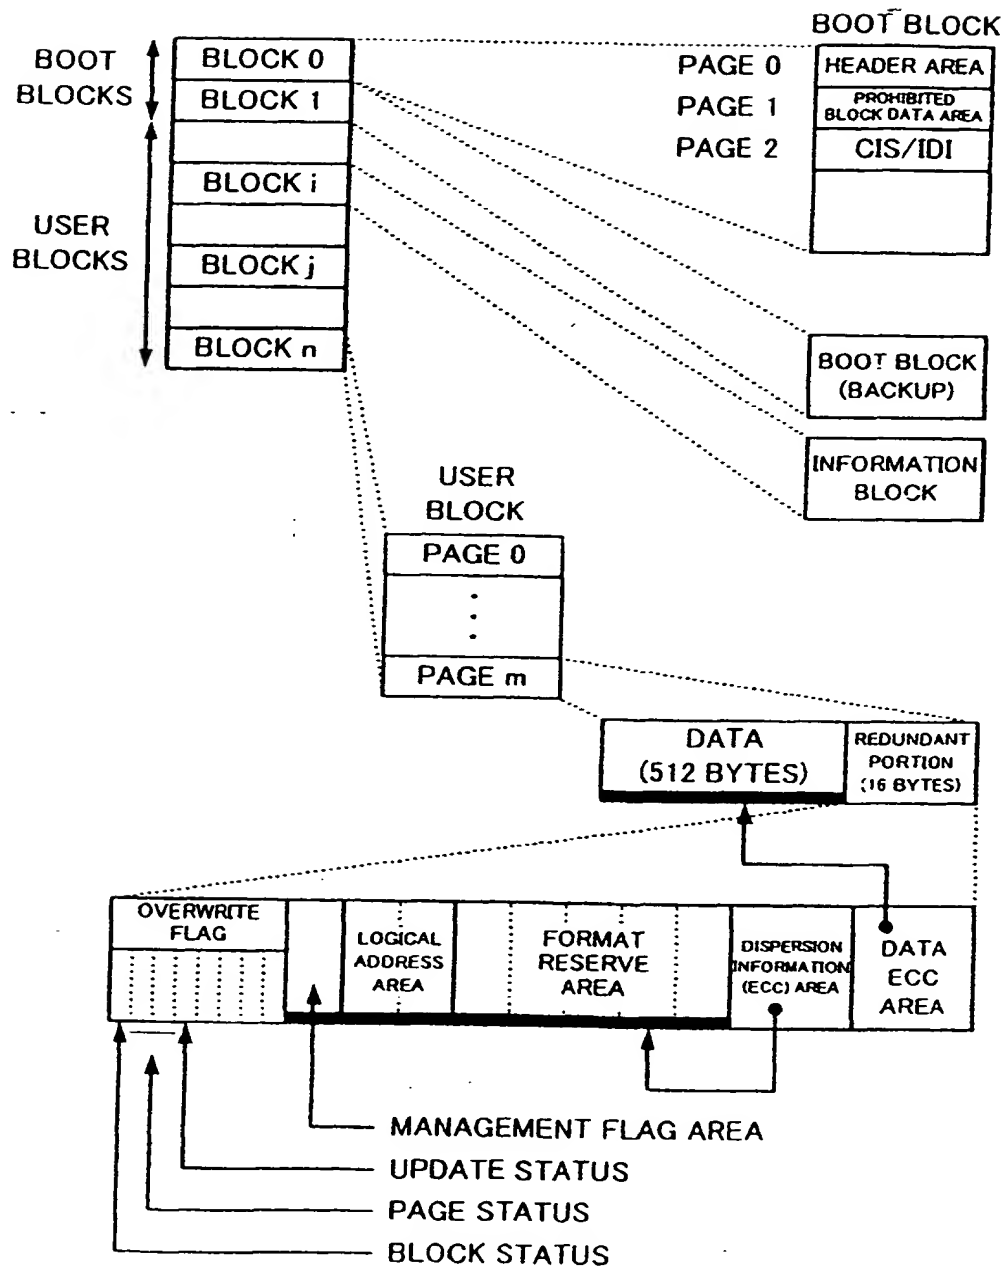 BOOT BLOCK
BOOT
BLOCKS
BLOCK 0
BLOCK 1
BLOCK i
BLOCK j
BLOCK n
USER
BLOCKS
PAGE 0
HEADER AREA
PAGE 1
PROHIBITED
BLOCK DATA AREA
PAGE 2
CIS/IDI
BOOT BLOCK
(BACKUP)
INFORMATION
BLOCK
USER
BLOCK
PAGE 0
PAGE m
DATA
(512 BYTES)
REDUNDANT
PORTION
(16 BYTES)
OVERWRITE
FLAG
LOGICAL
ADDRESS
AREA
FORMAT
RESERVE
AREA
DISPERSION
INFORMATION
(ECC) AREA
DATA
ECC
AREA
MANAGEMENT FLAG AREA
UPDATE STATUS
PAGE STATUS
BLOCK STATUS